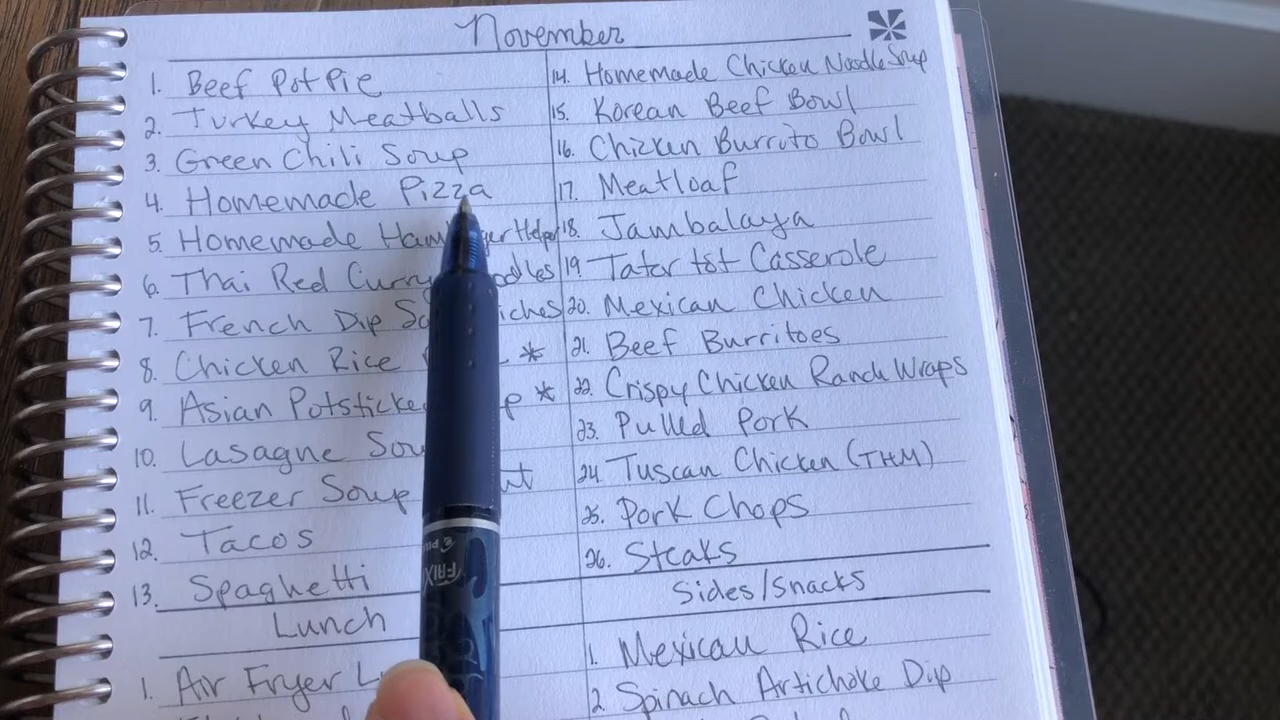 November
1. Beef Pot Pie
2. Turkey Meatballs
3. Green Chili Soup
4. Homemade Pizza
5. Homemade Helper
6. Thai Red Curry
7. French Dip
8. Chicken Rice *
9. Asian *
10. Lasagne
11. Freezer Soup
12. Tacos
13. Spaghetti
14. Homemade Chicken Noodle Soup
15. Korean Beef Bowl
16. Chicken Burrito Bowl
17. Meatloaf
18. Jambalaya
19. Tater tot Casserole
20. Mexican Chicken
21. Beef Burritoes
22. Crispy Chicken Ranch Wraps
23. Pulled Pork
24. Tuscan Chicken (THM)
25. Pork Chops
26. Steaks
Lunch
1. Air Fryer
Sides/Snacks
1. Mexican Rice
2. Spinach Artichoke Dip